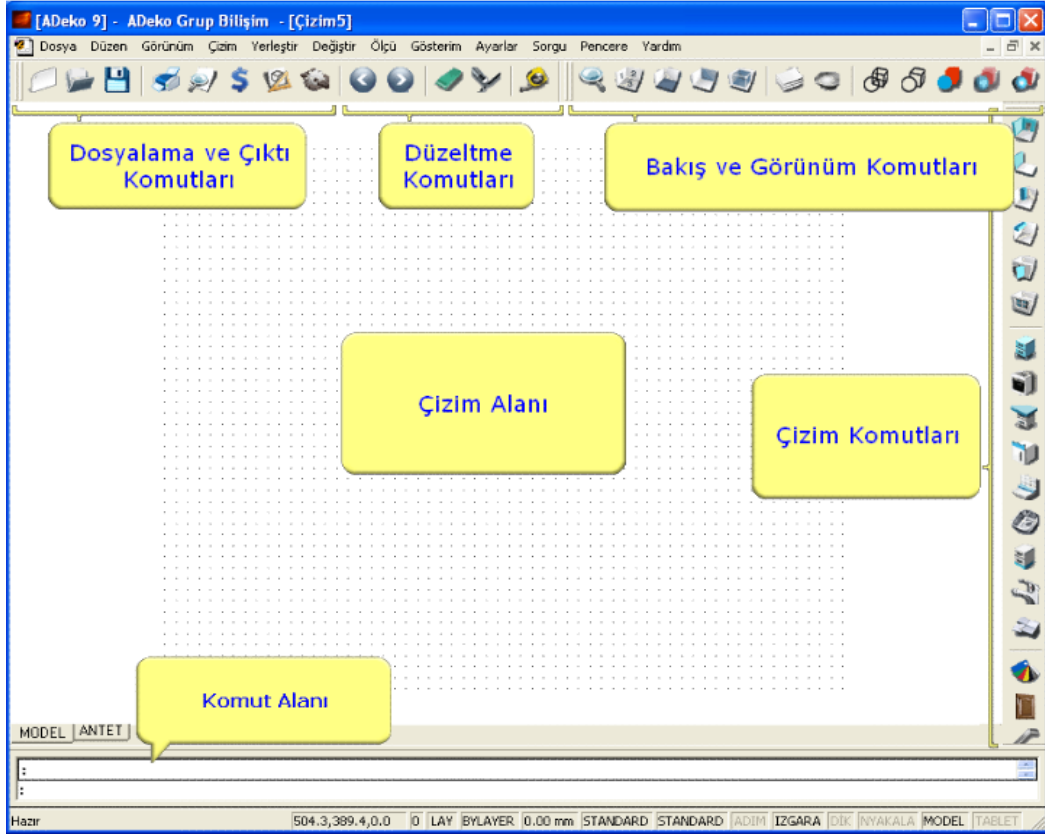 [ADeko 9] - ADeko Grup Bilişim - [Çizim5]
Dosya Düzen Görünüm Çizim Yerleştir Değiştir Ölçü Gösterim Ayarlar Sorgu Pencere Yardım
Dosyalama ve Çıktı
Komutları
Düzeltme
Komutları
Bakış ve Görünüm Komutları
Çizim Alanı
Çizim Komutları
Komut Alanı
MODEL ANTET
:
:
Hazır 504.3,389.4,0.0 0 LAY BYLAYER 0.00 mm STANDARD STANDARD ADIM IZGARA DİK NYAKALA MODEL TABLET